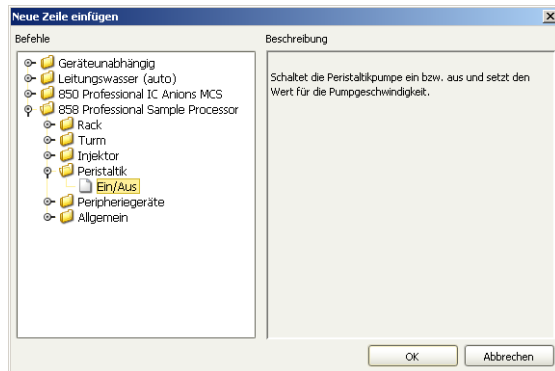 Neue Zeile einfügen
Befehle
Geräteunabhängig
Leitungswasser (auto)
850 Professional IC Anions MCS
858 Professional Sample Processor
Rack
Turm
Injektor
Peristaltik
Ein/Aus
Peripheriegeräte
Allgemein
Beschreibung
Schaltet die Peristaltikpumpe ein bzw. aus und setzt den
Wert für die Pumpgeschwindigkeit.
OK
Abbrechen